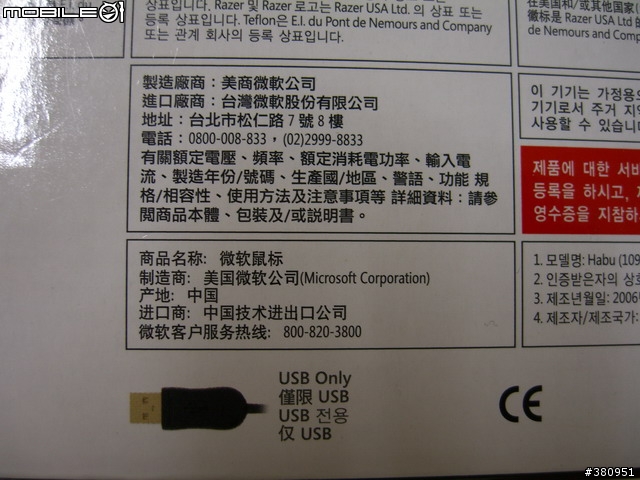 MOBILE01
상표입니다. Razer 및 Razer 로고는 Razer USA Ltd. 의 상표 또는
등록 상표입니다. Teflon은 E.I. du Pont de Nemours and Company
또는 관계 회사의 등록 상표입니다.
在美国和/或其他国家
徽标是 Razer USA Ltd
de Nemours and Comp
製造廠商：美商微軟公司
進口廠商：台灣微軟股份有限公司
地址：台北市松仁路 7 號 8 樓
電話：0800-008-833，(02)2999-8833
有關額定電壓、頻率、額定消耗電功率、輸入電
流、製造年份/號碼、生產國/地區、警語、功能 規
格/相容性、使用方法及注意事項等 詳細資料：請參
閱商品本體、包裝及/或說明書。
이 기기는 가정용으
기기로서 주거 지역
사용할 수 있습니다.
제품에 대한 서비
등록을 하시고, 지
영수증을 지참하
商品名称: 微软鼠标
制造商: 美国微软公司(Microsoft Corporation)
产地: 中国
进口商: 中国技术进出口公司
微软客户服务热线: 800-820-3800
1. 모델명: Habu (109
2. 인증받은자의 상호
3. 제조년월일: 2006
4. 제조자/제조국가:
USB Only
僅限 USB
USB 전용
仅 USB
CE
#380951